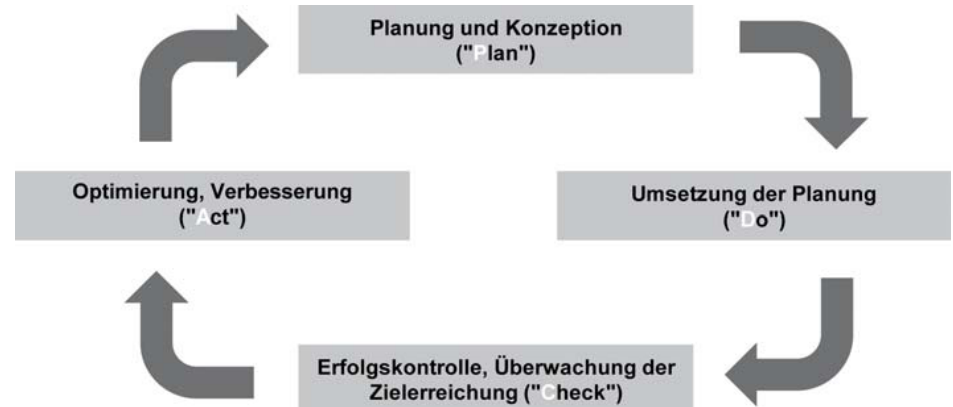 Planung und Konzeption
("Plan")
Optimierung, Verbesserung
("Act")
Umsetzung der Planung
("Do")
Erfolgskontrolle, Überwachung der
Zielerreichung ("Check")